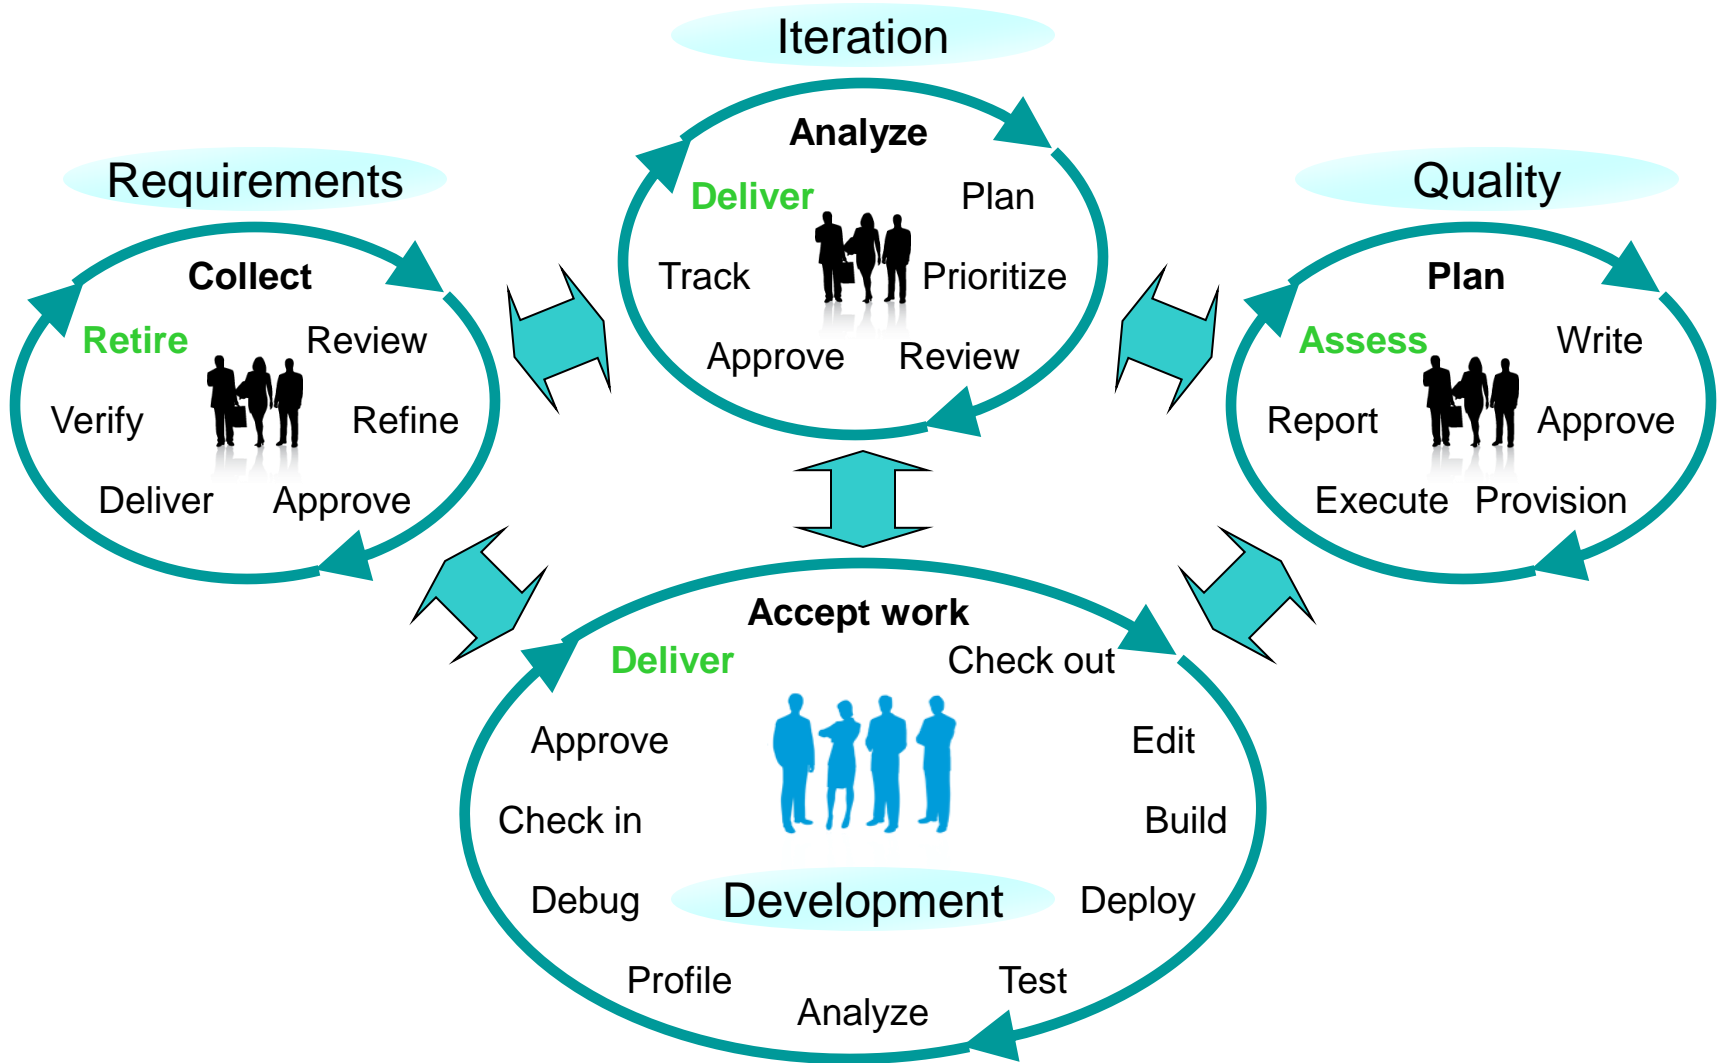 Iteration
Analyze
Deliver
Plan
Track
Prioritize
Approve
Review
Requirements
Collect
Retire
Review
Verify
Refine
Deliver
Approve
Quality
Plan
Assess
Write
Report
Approve
Execute
Provision
Accept work
Deliver
Check out
Approve
Edit
Check in
Build
Debug
Development
Deploy
Profile
Test
Analyze